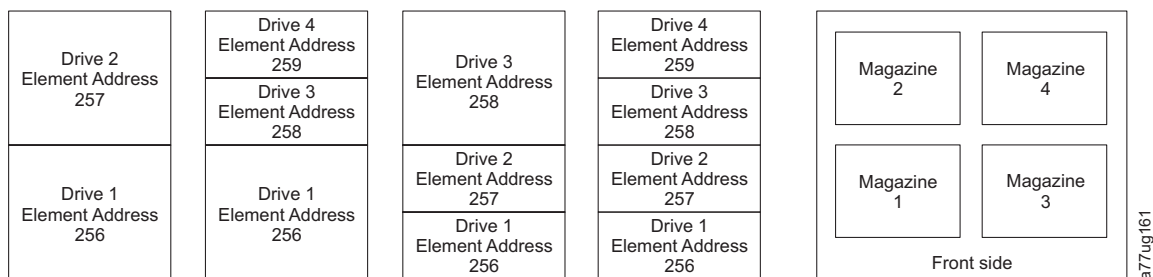 Drive 2
Element Address
257
Drive 1
Element Address
256
Drive 4
Element Address
259
Drive 3
Element Address
258
Drive 1
Element Address
256
Drive 3
Element Address
258
Drive 2
Element Address
257
Drive 1
Element Address
256
Drive 4
Element Address
259
Drive 3
Element Address
258
Drive 2
Element Address
257
Drive 1
Element Address
256
Magazine
2
Magazine
4
Magazine
1
Magazine
3
Front side
a77ug161